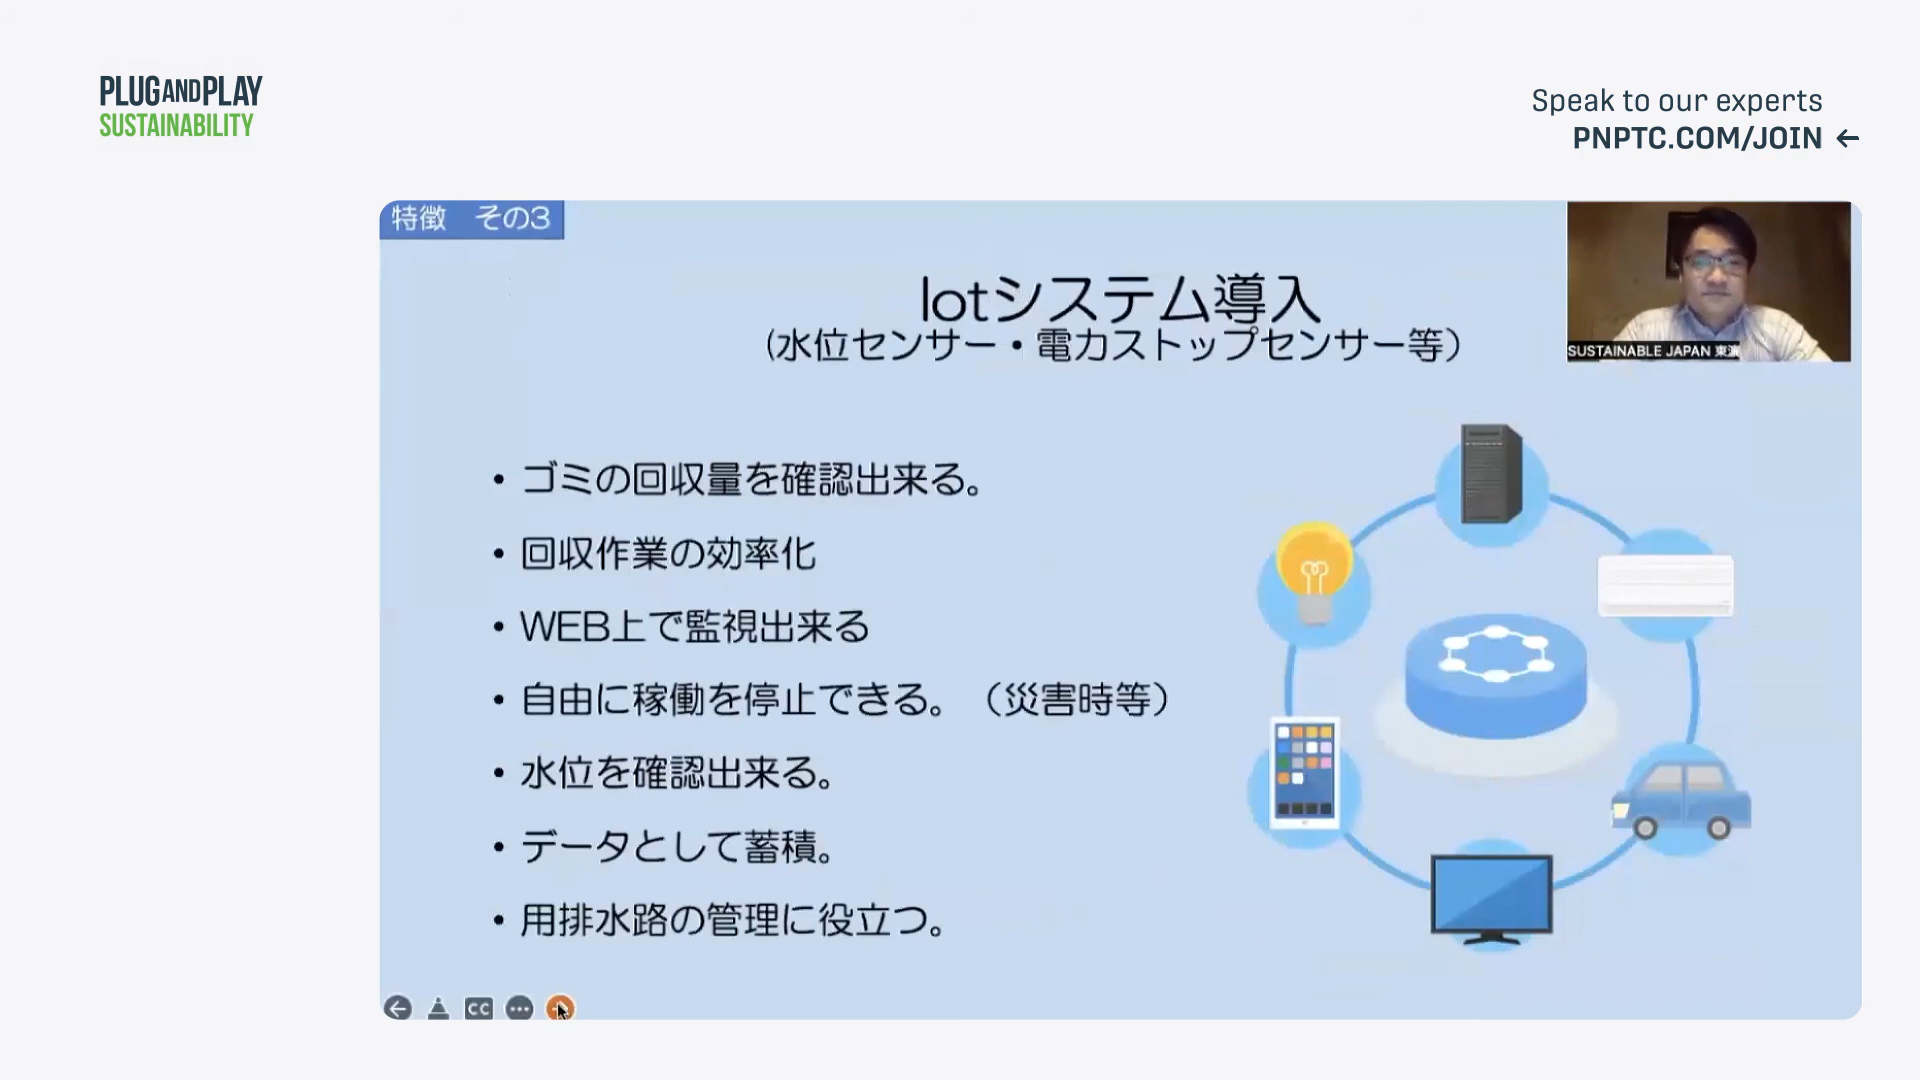 PLUGANDPLAY
SUSTAINABILITY
Speak to our experts
PNPTC.COM/JOIN ←
特徴　その3
Iotシステム導入
(水位センサー・電力ストップセンサー等)
SUSTAINABLE JAPAN 東濵
• ゴミの回収量を確認出来る。
• 回収作業の効率化
• WEB上で監視出来る
• 自由に稼働を停止できる。（災害時等）
• 水位を確認出来る。
• データとして蓄積。
• 用排水路の管理に役立つ。
CC